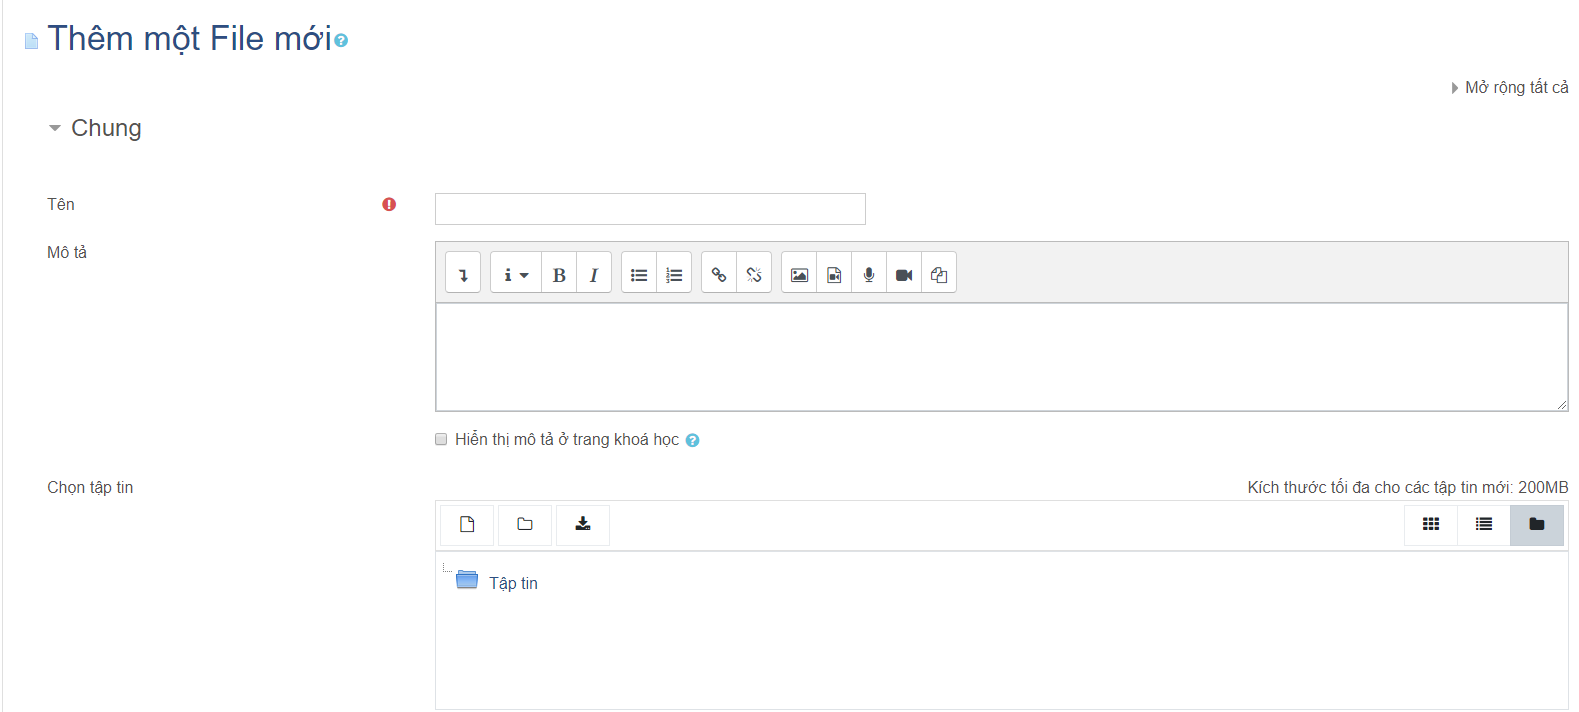 Thêm một File mới
Mở rộng tất cả
Chung
Tên
Mô tả
Hiển thị mô tả ở trang khoá học
Chọn tập tin
Kích thước tối đa cho các tập tin mới: 200MB
Tập tin